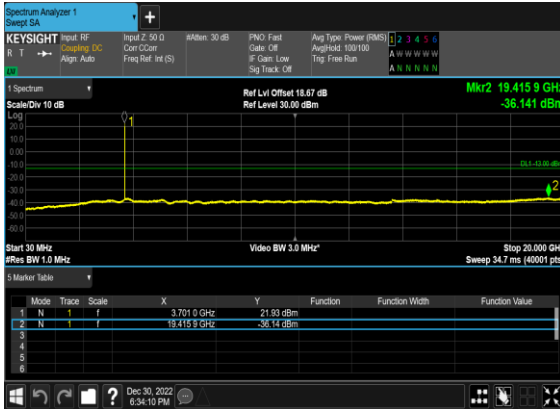 Spectrum Analyzer 1
Swept SA
+
KEYSIGHT Input: RF Input Z: 50 Ω #Atten: 30 dB PNO: Fast Avg Type: Power (RMS) 1 2 3 4 5 6
R T Coupling: DC Corr CCorr Gate: Off Avg|Hold: 100/100 A W W W W W
Align: Auto Freq Ref: Int (S) IF Gain: Low Trig: Free Run
Sig Track: Off A N N N N N
1 Spectrum Ref Lvl Offset 18.67 dB Mkr2 19.415 9 GHz
Scale/Div 10 dB Ref Level 30.00 dBm -36.141 dBm
Log
20.0
10.0
0.00
-10.0
-20.0
-30.0
-40.0
-50.0
-60.0
1
DL1 -13.00 dBm
2
Start 30 MHz Video BW 3.0 MHz* Stop 20.000 GHz
#Res BW 1.0 MHz Sweep 34.7 ms (40001 pts)
5 Marker Table
Mode Trace Scale X Y Function Function Width Function Value
1 N 1 f 3.701 0 GHz 21.93 dBm
2 N 1 f 19.415 9 GHz -36.14 dBm
3
4
5
6
? Dec 30, 2022
6:34:10 PM